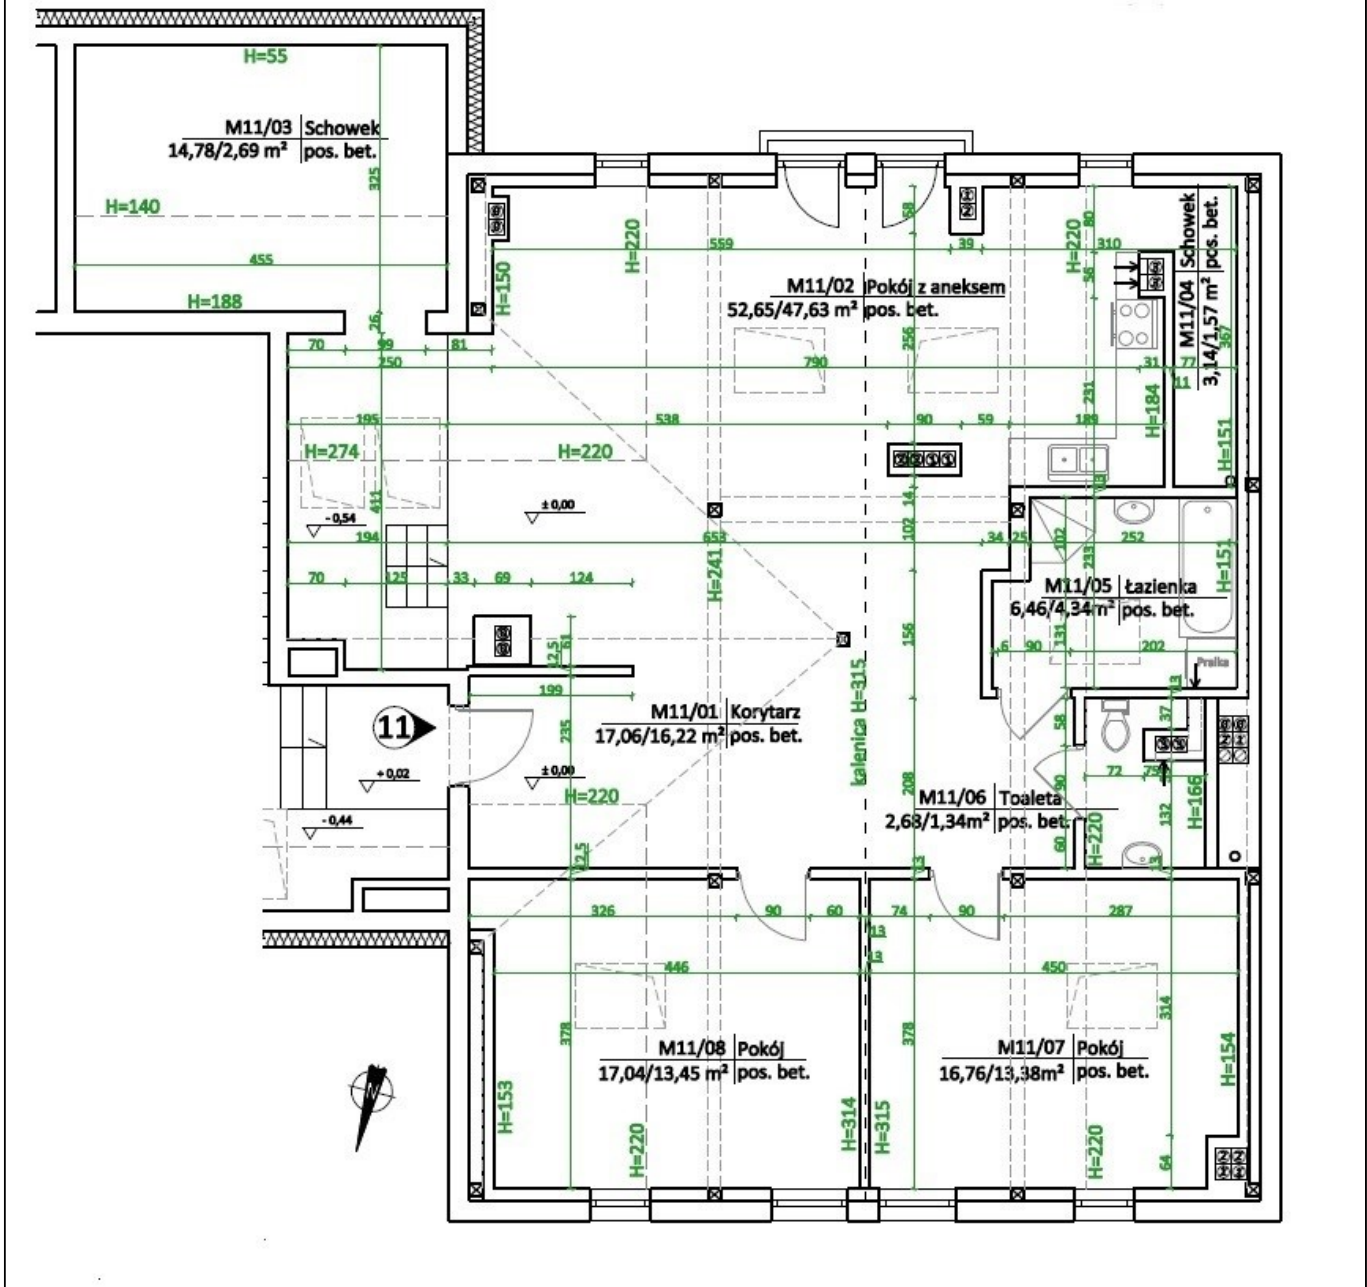 H=55
M11/03 Schowek
14,78/2,69 m² pos. bet.
325
H=140
455
H=188
26
70 99 81
250
H=150
H=220
559
68
39
H=220
80
310
56
M11/04 Schowek
3,14/1,57 m² pos. bet.
M11/02 Pokój z aneksem
52,65/47,63 m² pos. bet.
256
790
31 77
11
367
231
H=184
195
538
90 59 189
H=274
H=220
H=151
411
13
14
- 0,54
± 0,00
102
194
653
34 25
102
233
252
H=241
H=151
70 125 33 69 124
M11/05 Łazienka
6,46/4,34m² pos. bet.
61
12,5
156
131
6 90 202
Pralka
199
13
kalenica H=315
M11/01 Korytarz
17,06/16,22 m² pos. bet.
11
235
58
37
+ 0,02
± 0,00
H=220
208
90
72 75
H=166
M11/06 Toaleta
2,68/1,34m² pos. bet.
132
- 0,44
60
H=220
12,5
13
13
326 90 60 74 90 287
13
13
446
450
378
378
314
M11/08 Pokój
17,04/13,45 m² pos. bet.
M11/07 Pokój
16,76/13,38m² pos. bet.
H=154
H=153
H=220
H=314
H=315
H=220
64